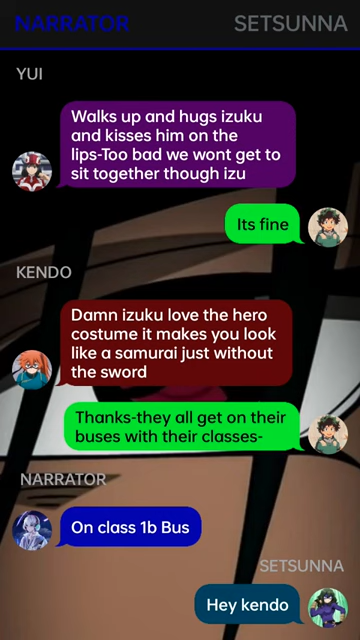 NARRATOR SETSUNNA
YUI
Walks up and hugs izuku
and kisses him on the
lips-Too bad we wont get to
sit together though izu
Its fine
KENDO
Damn izuku love the hero
costume it makes you look
like a samurai just without
the sword
Thanks-they all get on their
buses with their classes-
NARRATOR
On class 1b Bus
SETSUNNA
Hey kendo